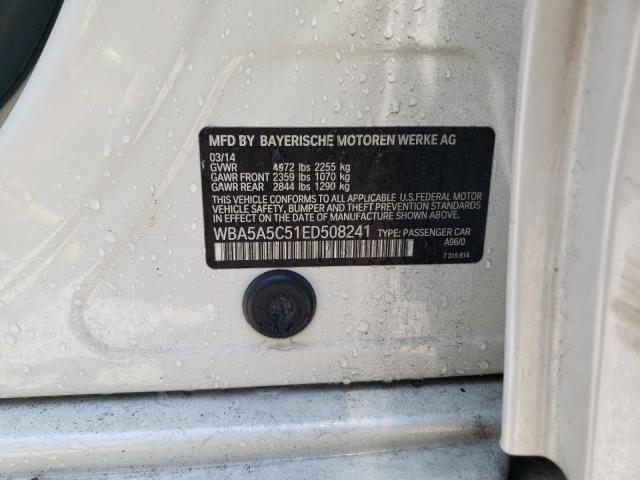 MFD BY BAYERISCHE MOTOREN WERKE AG
03/14
GVWR 4972 lbs 2255 kg
GAWR FRONT 2359 lbs 1070 kg
GAWR REAR 2844 lbs 1290 kg
THIS VEHICLE CONFORMS TO ALL APPLICABLE U.S.FEDERAL MOTOR
VEHICLE SAFETY, BUMPER AND THEFT PREVENTION STANDARDS IN
EFFECT ON THE DATE OF MANUFACTURE SHOWN ABOVE.
WBA5A5C51ED508241 TYPE: PASSENGER CAR
A96/0
7 315 814